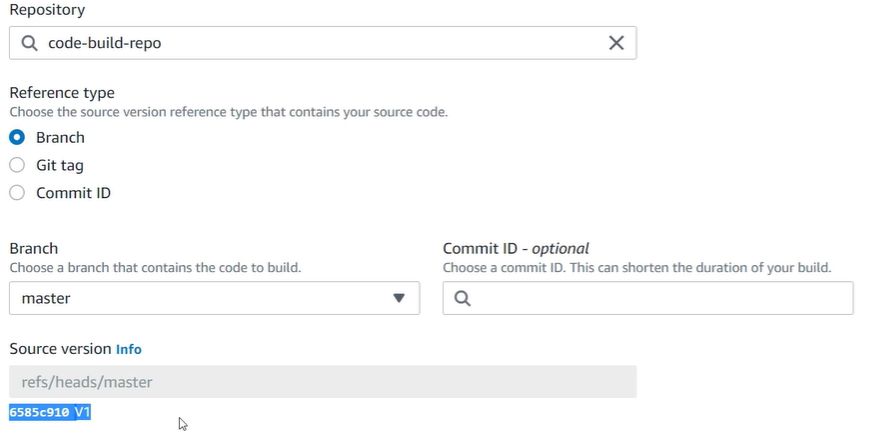 Repository
code-build-repo
Reference type
Choose the source version reference type that contains your source code.
Branch
Git tag
Commit ID
Branch
Choose a branch that contains the code to build.
master
Commit ID - optional
Choose a commit ID. This can shorten the duration of your build.
Source version Info
refs/heads/master
6585c910 V1